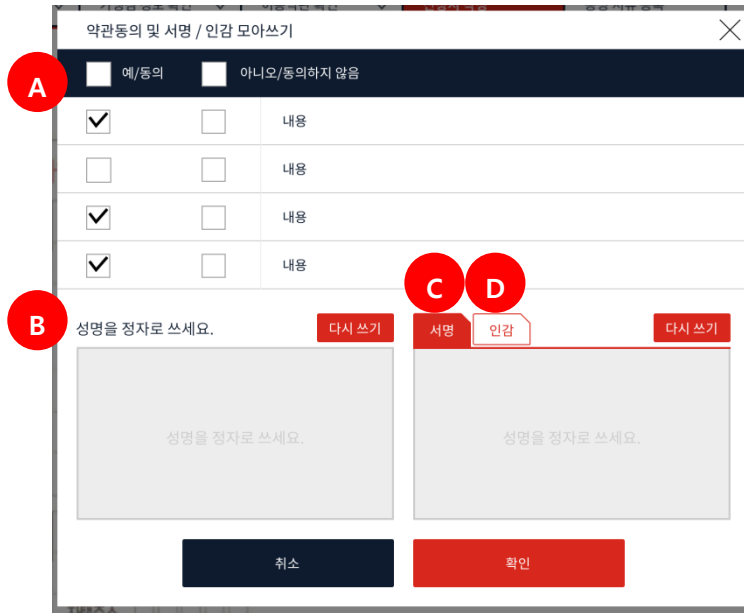 약관동의 및 서명 / 인감 모아쓰기
A
예/동의 아니오/동의하지 않음
내용
내용
내용
내용
C D
B
성명을 정자로 쓰세요. 다시 쓰기 서명 인감 다시 쓰기
성명을 정자로 쓰세요. 성명을 정자로 쓰세요.
취소 확인